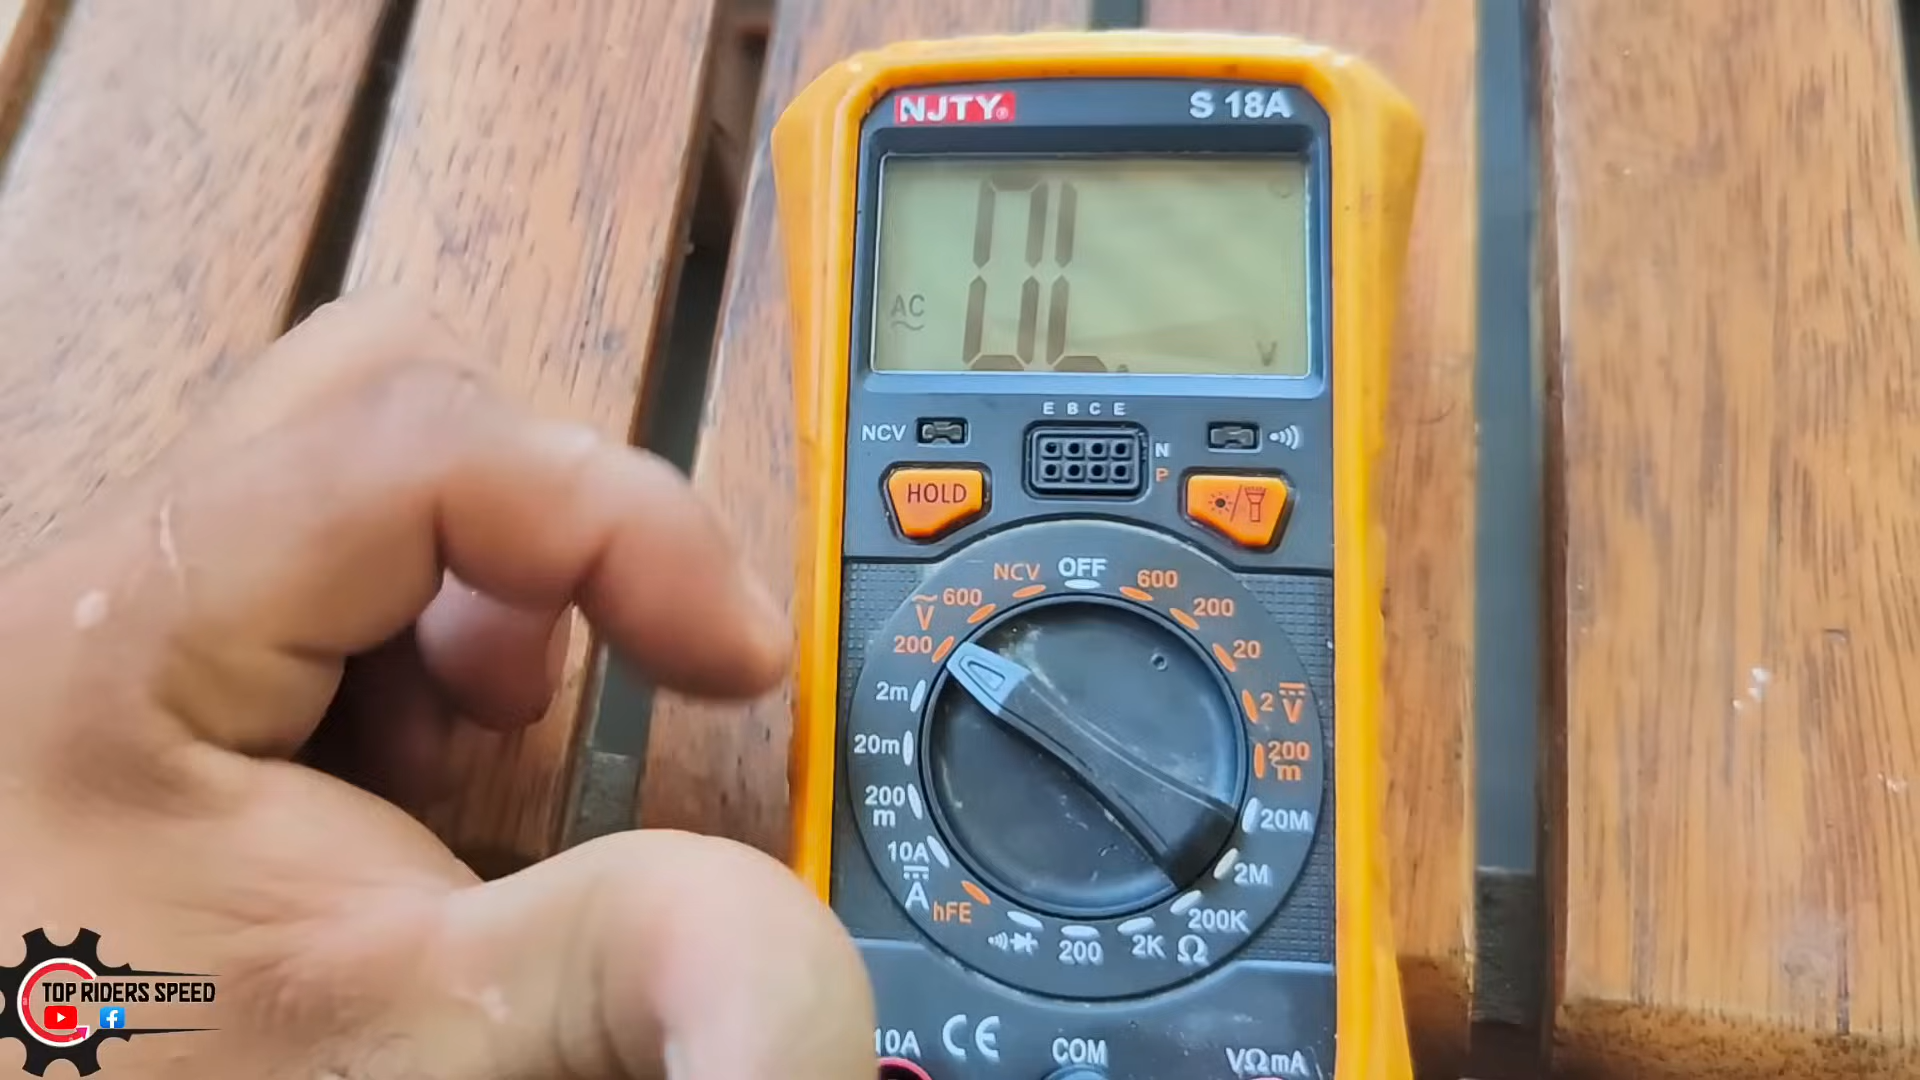 NJTY®
S 18A
OL
AC
V
E B C E
NCV
N
P
HOLD
OFF
NCV
600
600
200
V
200
20
2m
2 V
20m
200
m
200
m
20M
10A
2M
A
hFE
200K
200
2K
Ω
10A
CE
COM
VΩmA
TOP RIDERS SPEED